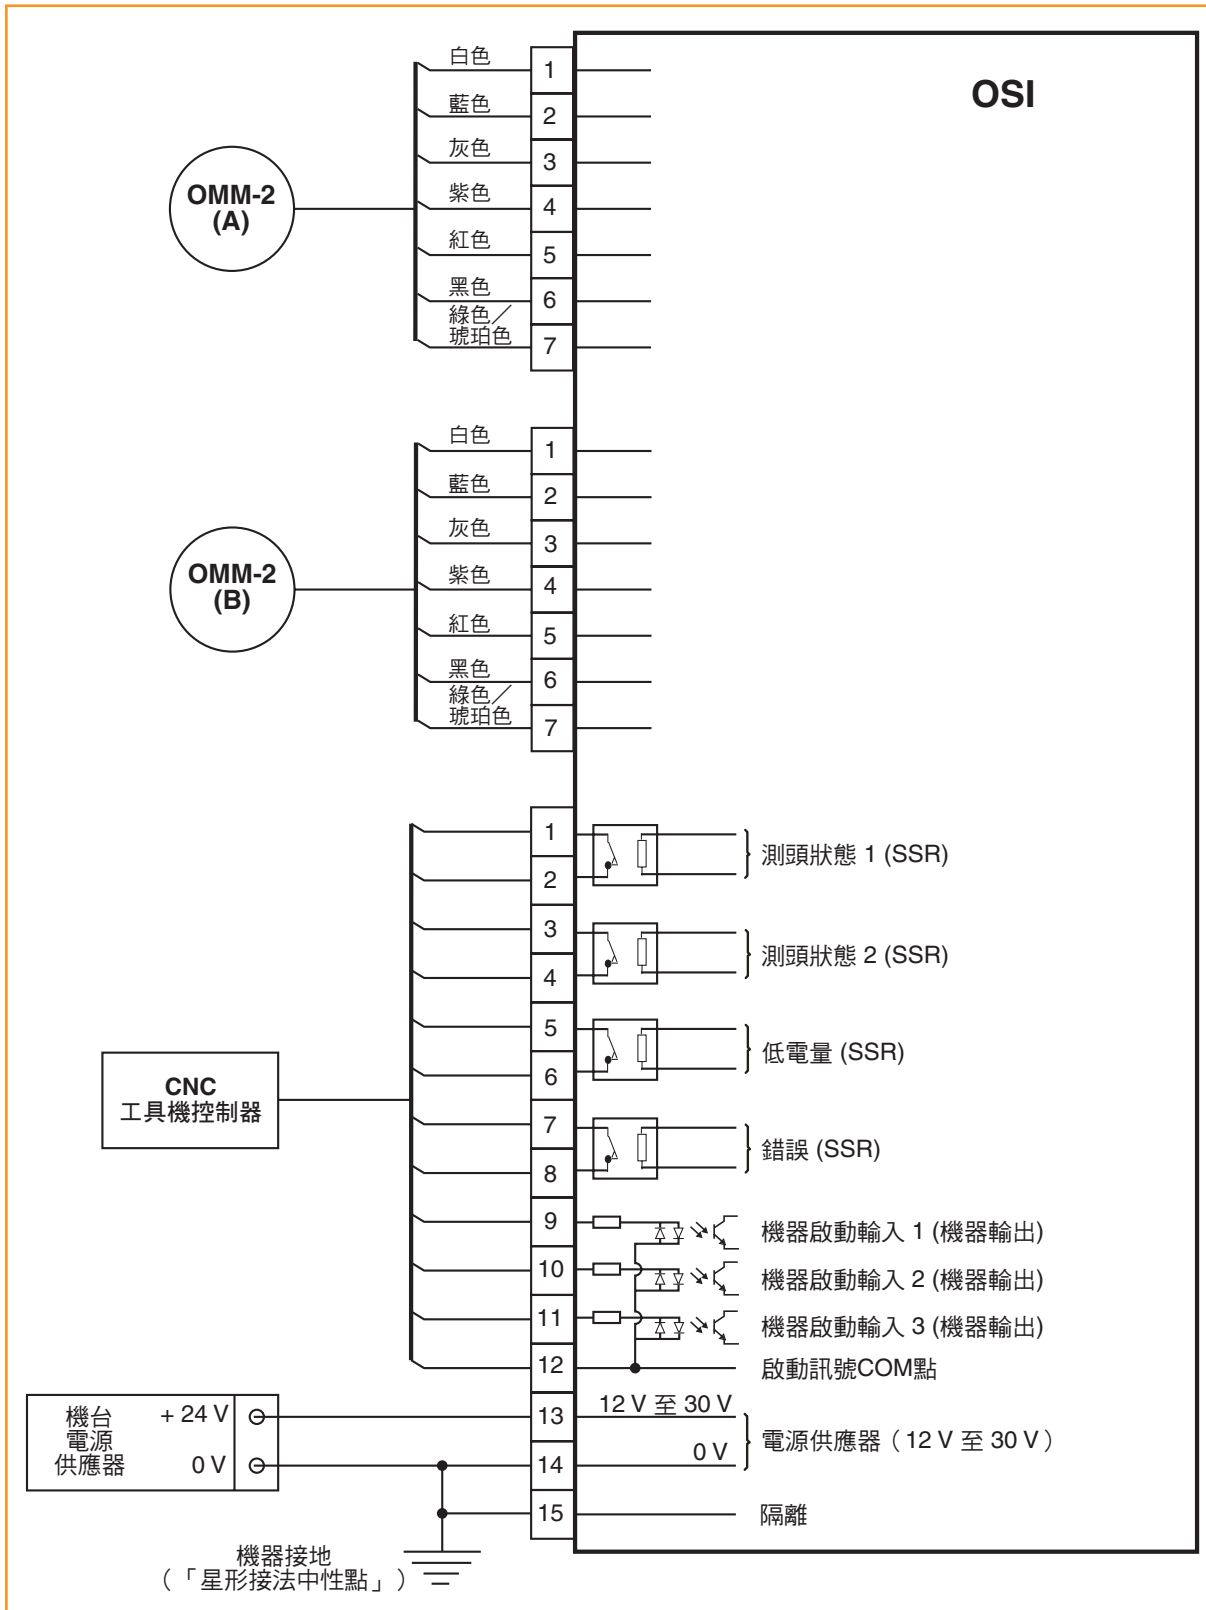 OSI
白色
1
藍色
2
灰色
3
紫色
4
紅色
5
黑色
6
綠色／
琥珀色
7
OMM-2
(A)
白色
1
藍色
2
灰色
3
紫色
4
紅色
5
黑色
6
綠色／
琥珀色
7
OMM-2
(B)
1
2
測頭狀態 1 (SSR)
3
4
測頭狀態 2 (SSR)
5
6
低電量 (SSR)
7
8
錯誤 (SSR)
CNC
工具機控制器
9
機器啟動輸入 1 (機器輸出)
10
機器啟動輸入 2 (機器輸出)
11
機器啟動輸入 3 (機器輸出)
12
啟動訊號COM點
機台
電源
供應器
+ 24 V
0 V
13
12 V 至 30 V
14
0 V
電源供應器（12 V 至 30 V）
15
隔離
機器接地
（「星形接法中性點」）